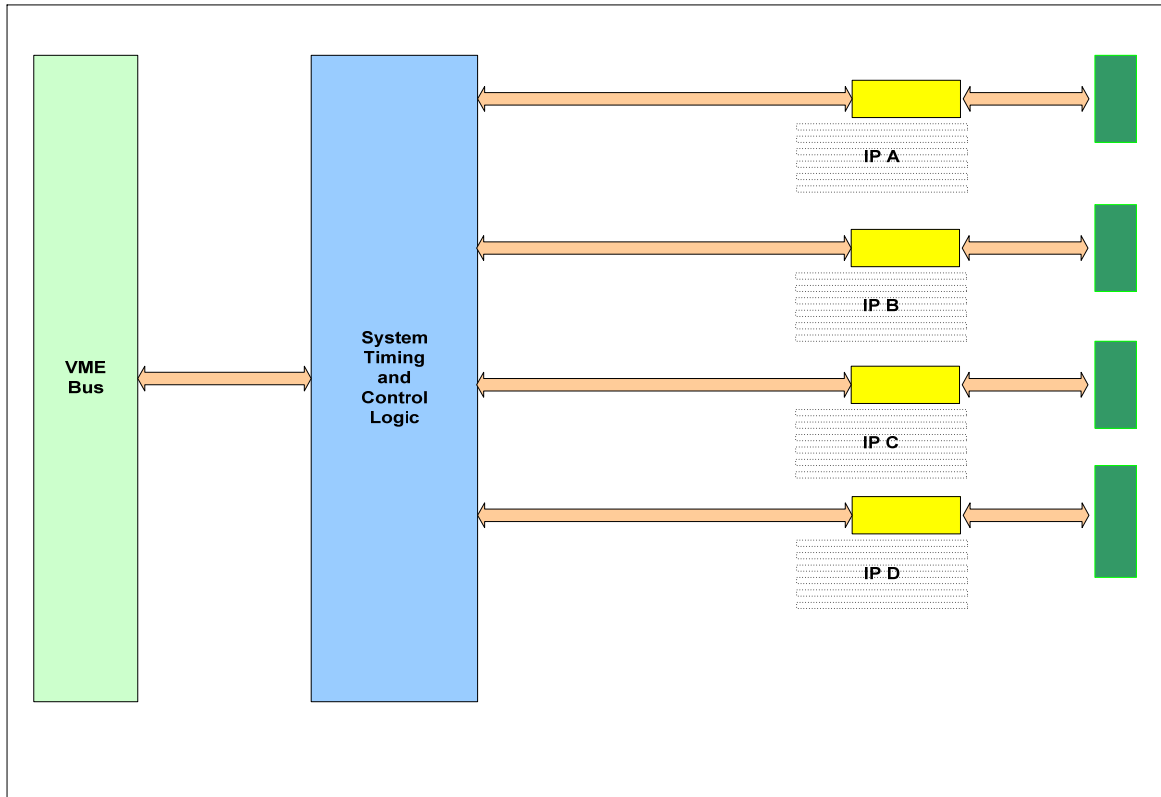 VME
Bus
System
Timing
and
Control
Logic
IP A
IP B
IP C
IP D